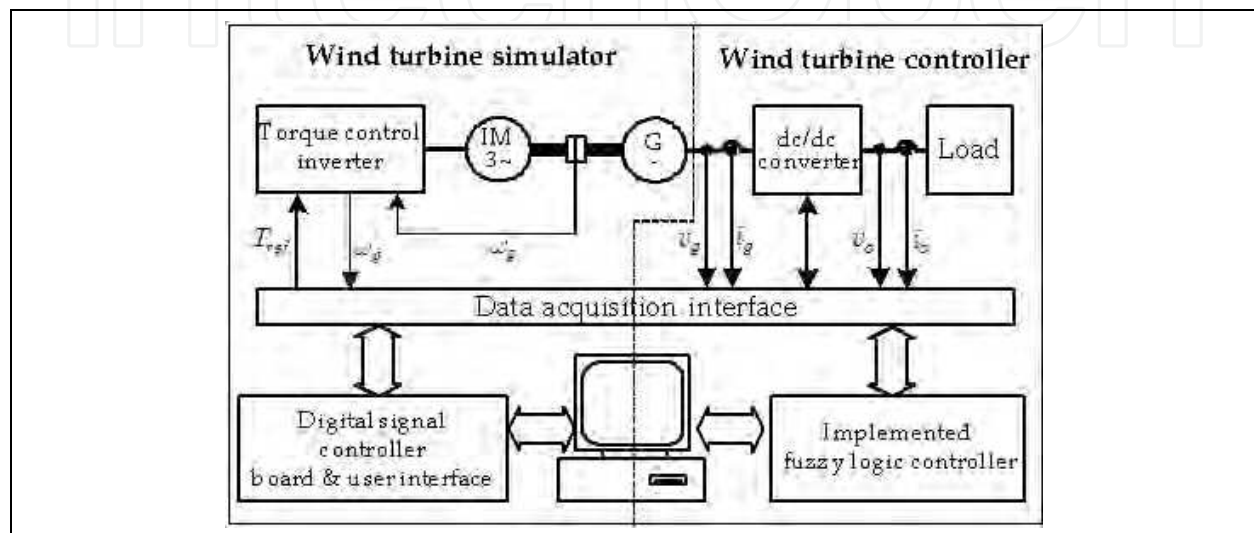 Wind turbine simulator
Wind turbine controller
Torque control
inverter
IM
3~
G
~
dc/dc
converter
Load
T_ref
ω_g
ω_g
v_g
i_g
v_o
i_o
Data acquisition interface
Digital signal
controller
board & user interface
Implemented
fuzzy logic controller